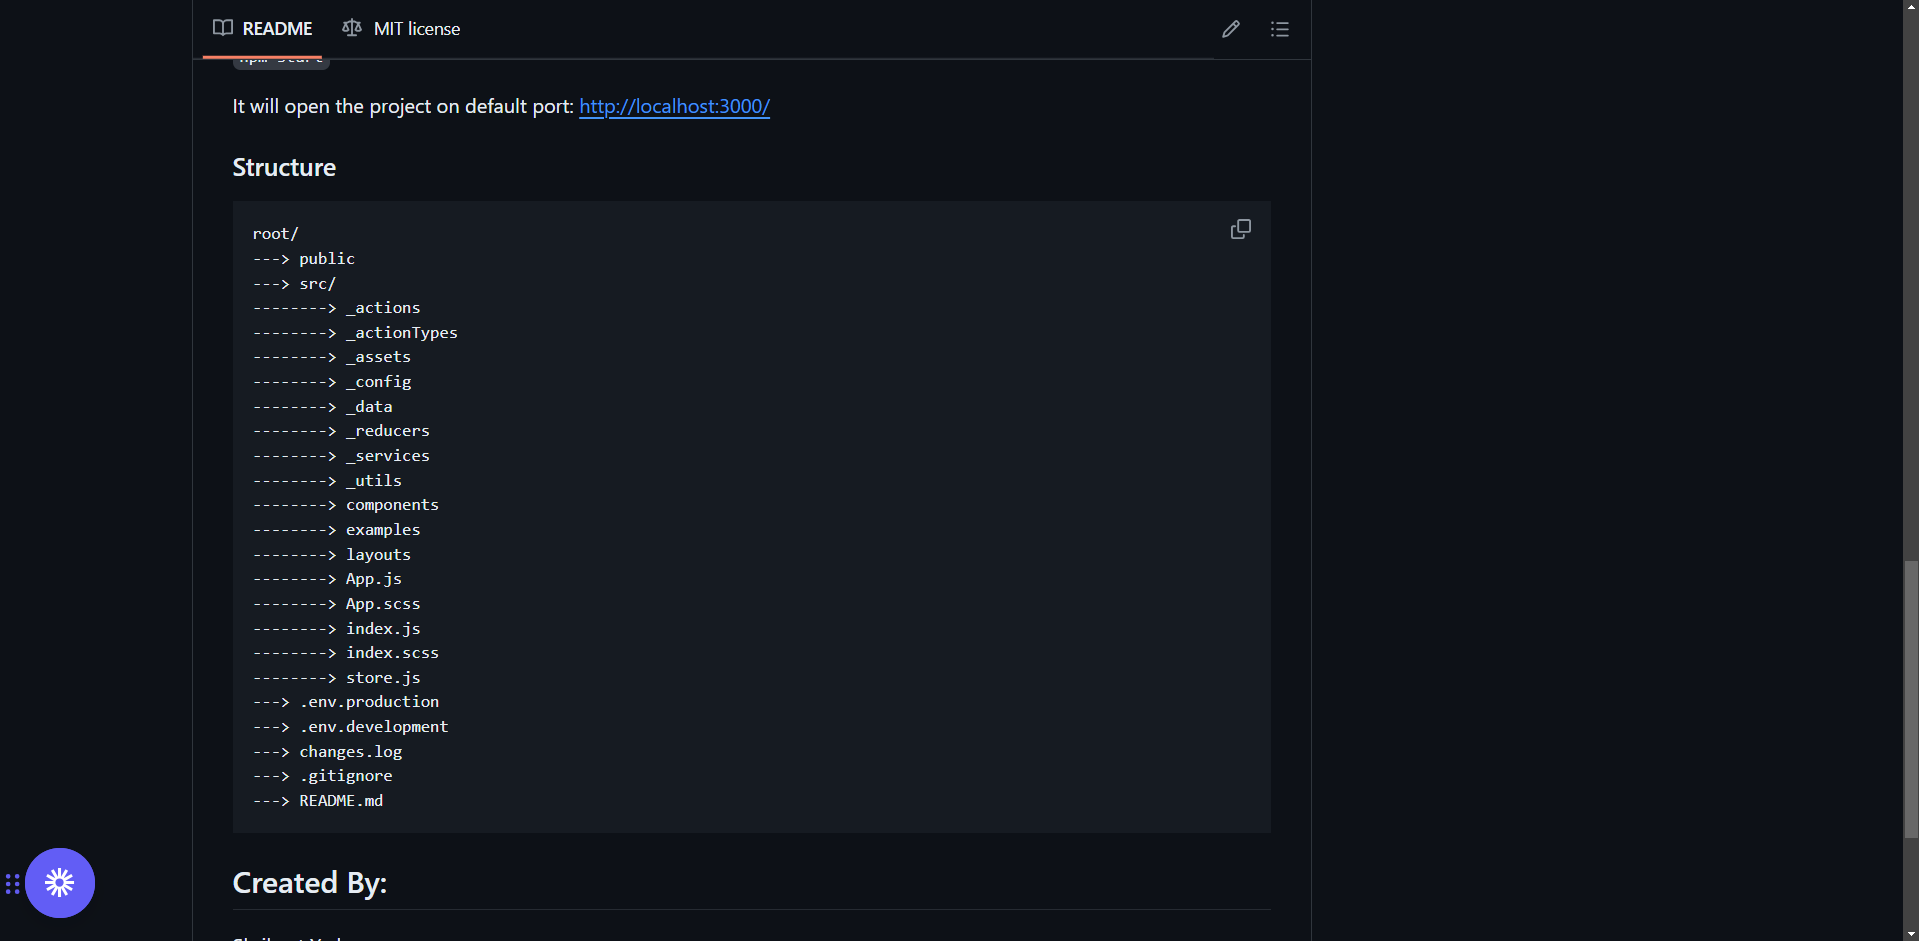 README
MIT license
npm start
It will open the project on default port: http://localhost:3000/
Structure
root/
---> public
---> src/
--------> _actions
--------> _actionTypes
--------> _assets
--------> _config
--------> _data
--------> _reducers
--------> _services
--------> _utils
--------> components
--------> examples
--------> layouts
--------> App.js
--------> App.scss
--------> index.js
--------> index.scss
--------> store.js
---> .env.production
---> .env.development
---> changes.log
---> .gitignore
---> README.md
Created By: